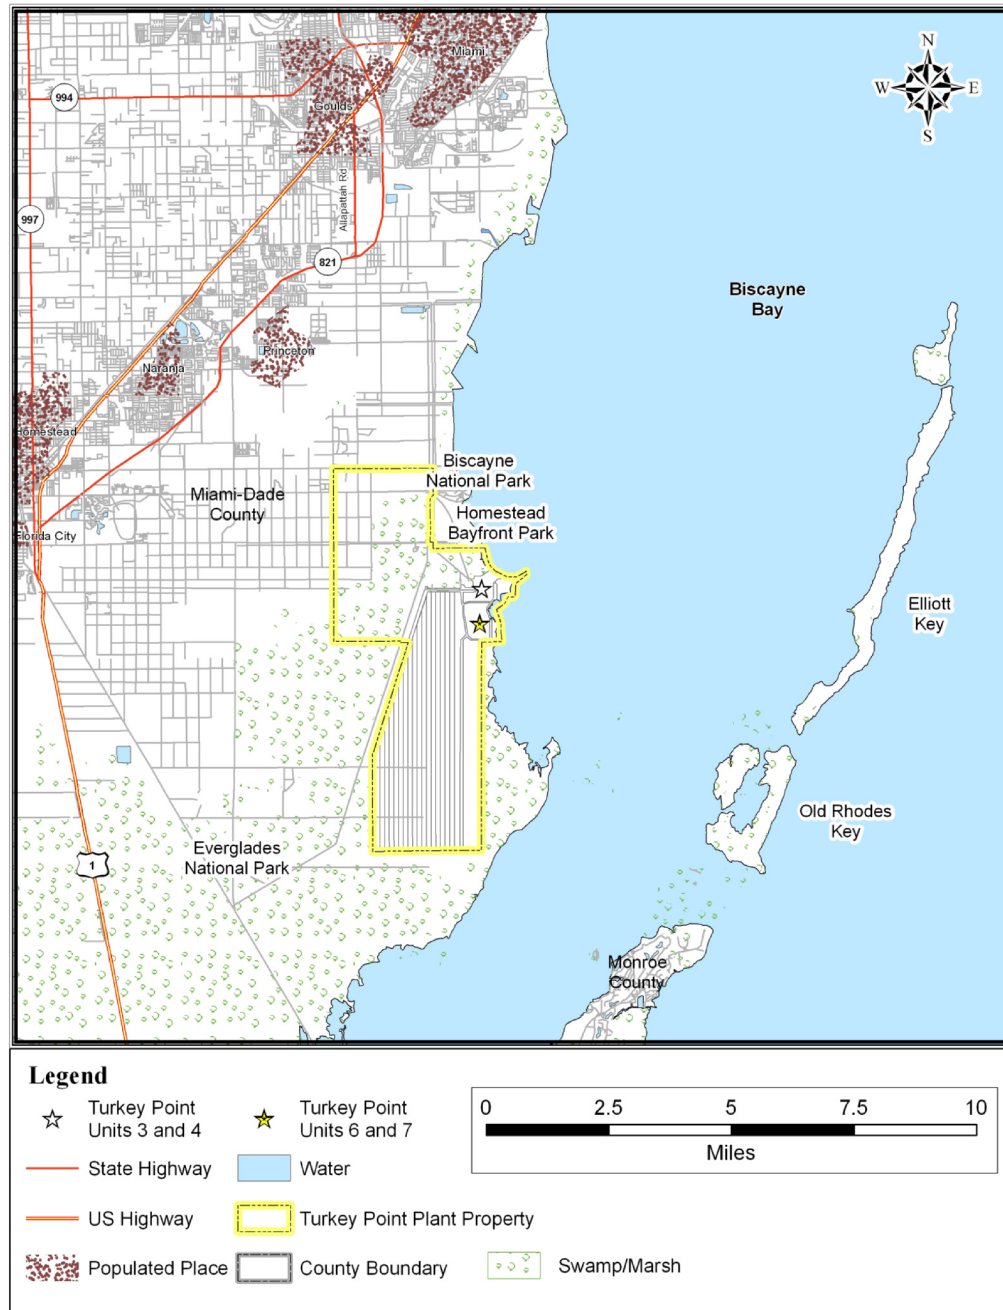 Miami
N
W E
S
994
Goulds
Allapattah Rd
997
821
Biscayne
Bay
Princeton
Naranja
Homestead
Biscayne
National Park
Miami-Dade
County
Homestead
Bayfront Park
Florida City
Elliott
Key
Old Rhodes
Key
Everglades
National Park
1
Monroe
County
Legend
Turkey Point
Units 3 and 4
Turkey Point
Units 6 and 7
0 2.5 5 7.5 10
Miles
State Highway
Water
US Highway
Turkey Point Plant Property
Populated Place
County Boundary
Swamp/Marsh